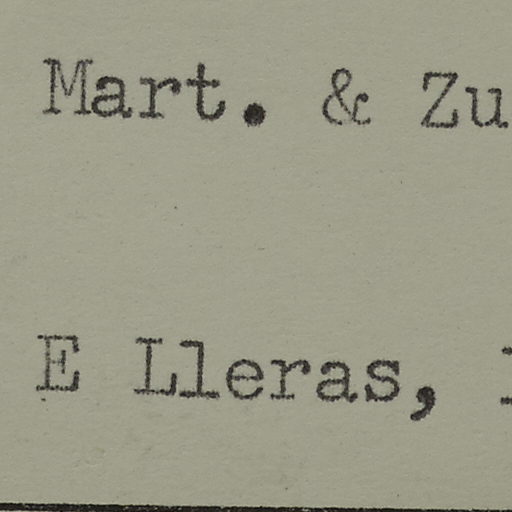 Mart. & Zu
E Lleras,